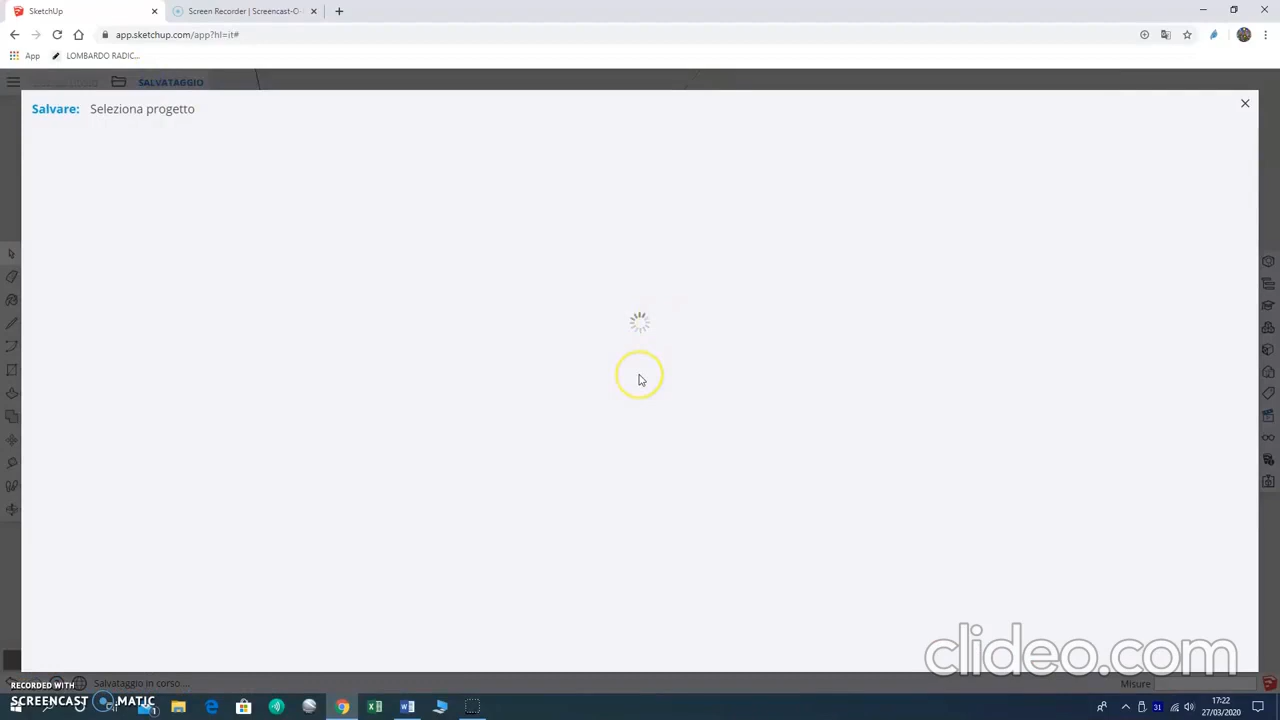 SketchUp
Screen Recorder | Screencast-O-
app.sketchup.com/app?hl=it#
App
LOMBARDO RADIC...
SALVATAGGIO
Salvare: Seleziona progetto
clideo.com
Salvataggio in corso...
Misure
RECORDED WITH
SCREENCAST MATIC
31
17:22
27/03/2020